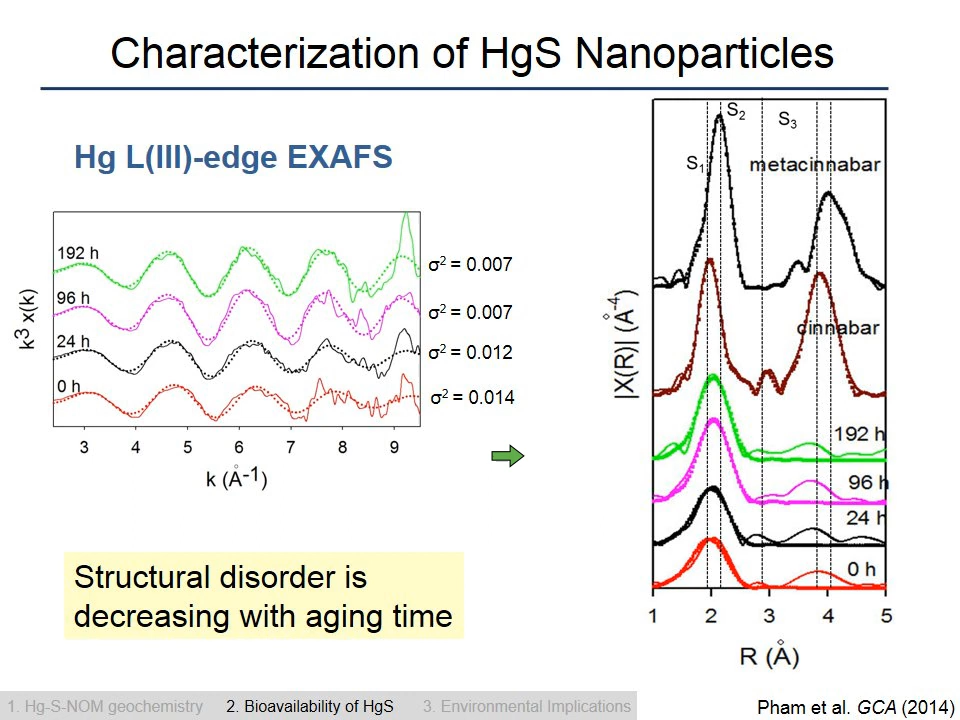 Characterization of HgS Nanoparticles
Hg L(III)-edge EXAFS
192 h
96 h
24 h
0 h
σ² = 0.007
σ² = 0.007
σ² = 0.012
σ² = 0.014
k³ x(k)
3 4 5 6 7 8 9
k (Å⁻¹)
S₁
S₂
S₃
metacinnabar
cinnabar
192 h
96 h
24 h
0 h
|X(R)| (Å⁻⁴)
1 2 3 4 5
R (Å)
Structural disorder is
decreasing with aging time
1. Hg-S-NOM geochemistry 2. Bioavailability of HgS 3. Environmental Implications
Pham et al. GCA (2014)